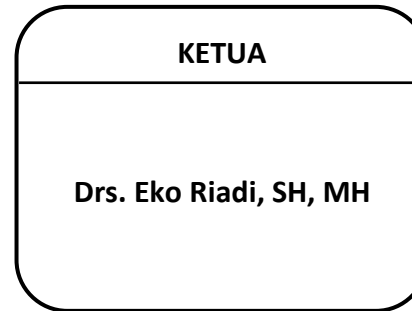 KETUA
Drs. Eko Riadi, SH, MH